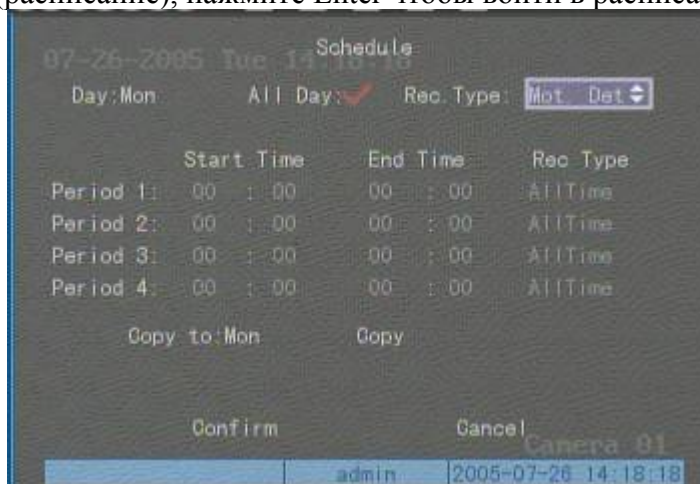 расписание), нажмите Enter чтобы войти в расписа
Schedule
07-26-2005 Tue 14:18:18
Day:Mon All Day: Rec.Type: Mot Det
Start Time End Time Rec Type
Period 1: 00 : 00 00 : 00 AllTime
Period 2: 00 : 00 00 : 00 AllTime
Period 3: 00 : 00 00 : 00 AllTime
Period 4: 00 : 00 00 : 00 AllTime
Copy to:Mon Copy
Confirm Cancel
Camera 01
admin 2005-07-26 14:18:18